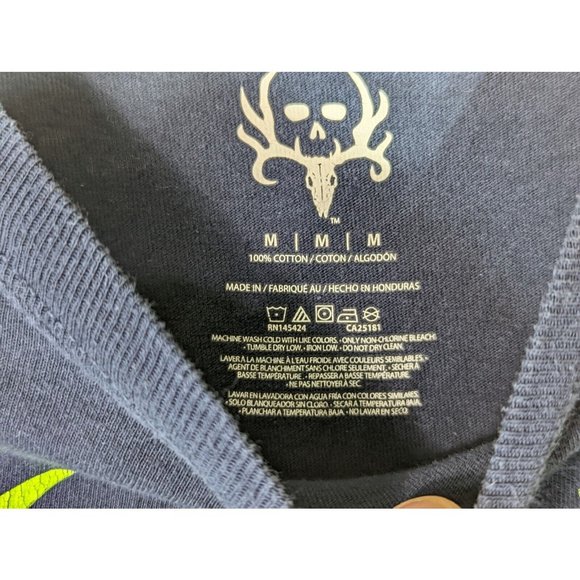 ™
M | M | M
100% COTTON / COTON / ALGODÓN
MADE IN / FABRIQUÉ AU / HECHO EN HONDURAS
RN145424 CA25181
MACHINE WASH COLD WITH LIKE COLORS. • ONLY NON-CHLORINE BLEACH
• TUMBLE DRY LOW. • IRON LOW. • DO NOT DRY CLEAN.
LAVER À LA MACHINE À L'EAU FROIDE AVEC COULEURS SEMBLABLES. •
AGENT DE BLANCHIMENT SANS CHLORE SEULEMENT. • SÉCHER À
BASSE TEMPÉRATURE. • REPASSER À BASSE TEMPÉRATURE.
• NE PAS NETTOYER À SEC.
LAVAR EN LAVADORA CON AGUA FRÍA CON COLORES SIMILARES.
• SOLO BLANQUEADOR SIN CLORO. • SECAR A TEMPERATURA BAJA.
• PLANCHAR A TEMPERATURA BAJA. • NO LAVAR EN SECO.